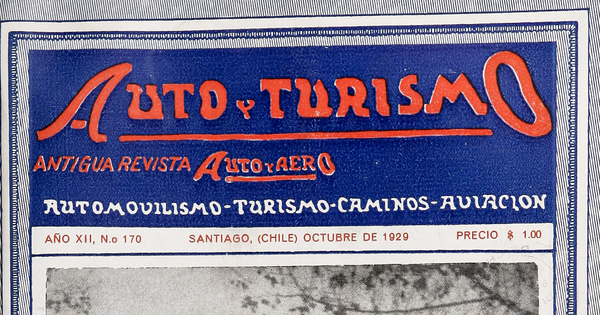 AUTO Y TURISMO
ANTIGUA REVISTA AUTO Y AERO
AUTOMOVILISMO-TURISMO-CAMINOS-AVIACION
AÑO XII, N.o 170 SANTIAGO, (CHILE) OCTUBRE DE 1929 PRECIO $ 1.00